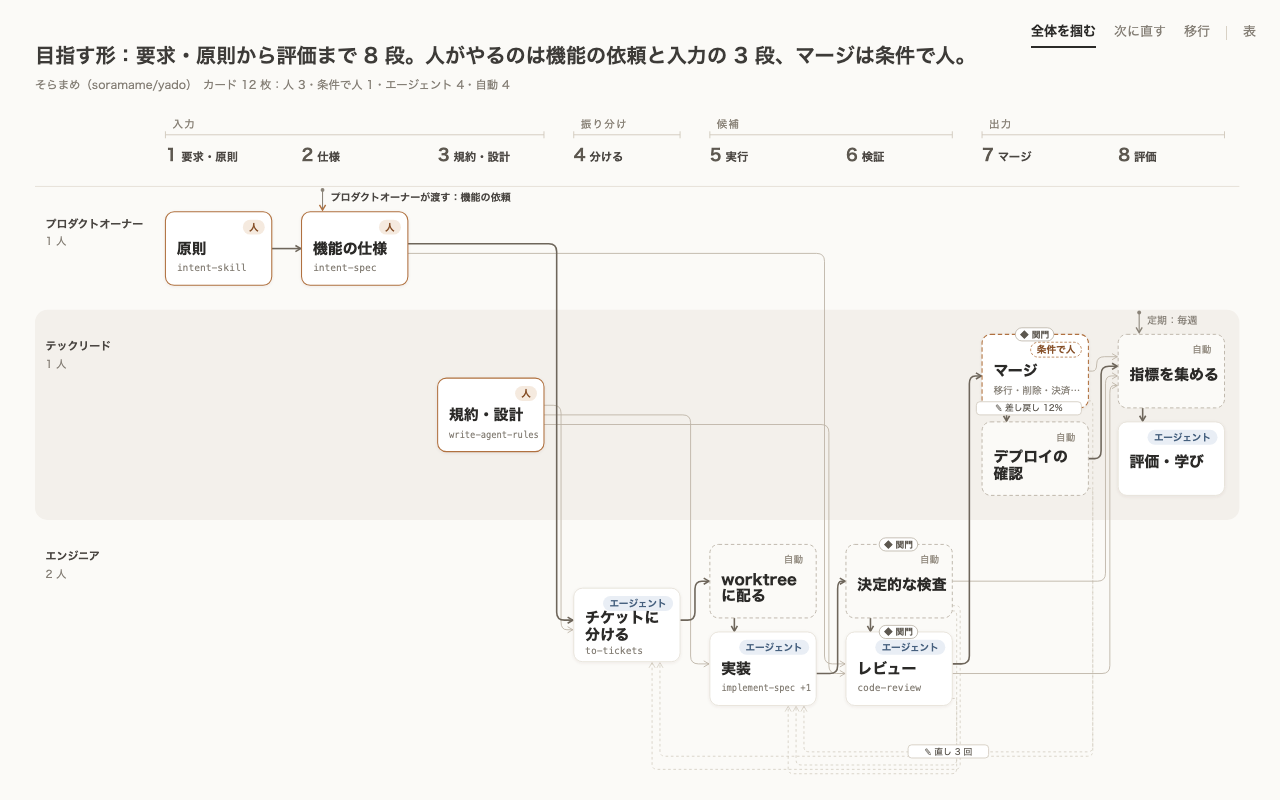 全体を掴む 次に直す 移行 表
目指す形：要求・原則から評価まで 8 段。人がやるのは機能の依頼と入力の 3 段、マージは条件で人。
そらまめ（soramame/yado） カード 12 枚：人 3・条件で人 1・エージェント 4・自動 4
入力 振り分け 候補 出力
1 要求・原則 2 仕様 3 規約・設計 4 分ける 5 実行 6 検証 7 マージ 8 評価
プロダクトオーナーが渡す：機能の依頼
プロダクトオーナー
1 人
人
原則
intent-skill
人
機能の仕様
intent-spec
テックリード
1 人
人
規約・設計
write-agent-rules
◆ 関門
条件で人
マージ
移行・削除・決済…
✎ 差し戻し 12%
自動
デプロイの
確認
定期：毎週
自動
指標を集める
エージェント
評価・学び
エンジニア
2 人
エージェント
チケットに
分ける
to-tickets
自動
worktree
に配る
エージェント
実装
implement-spec +1
◆ 関門
自動
決定的な検査
◆ 関門
エージェント
レビュー
code-review
✎ 直し 3 回